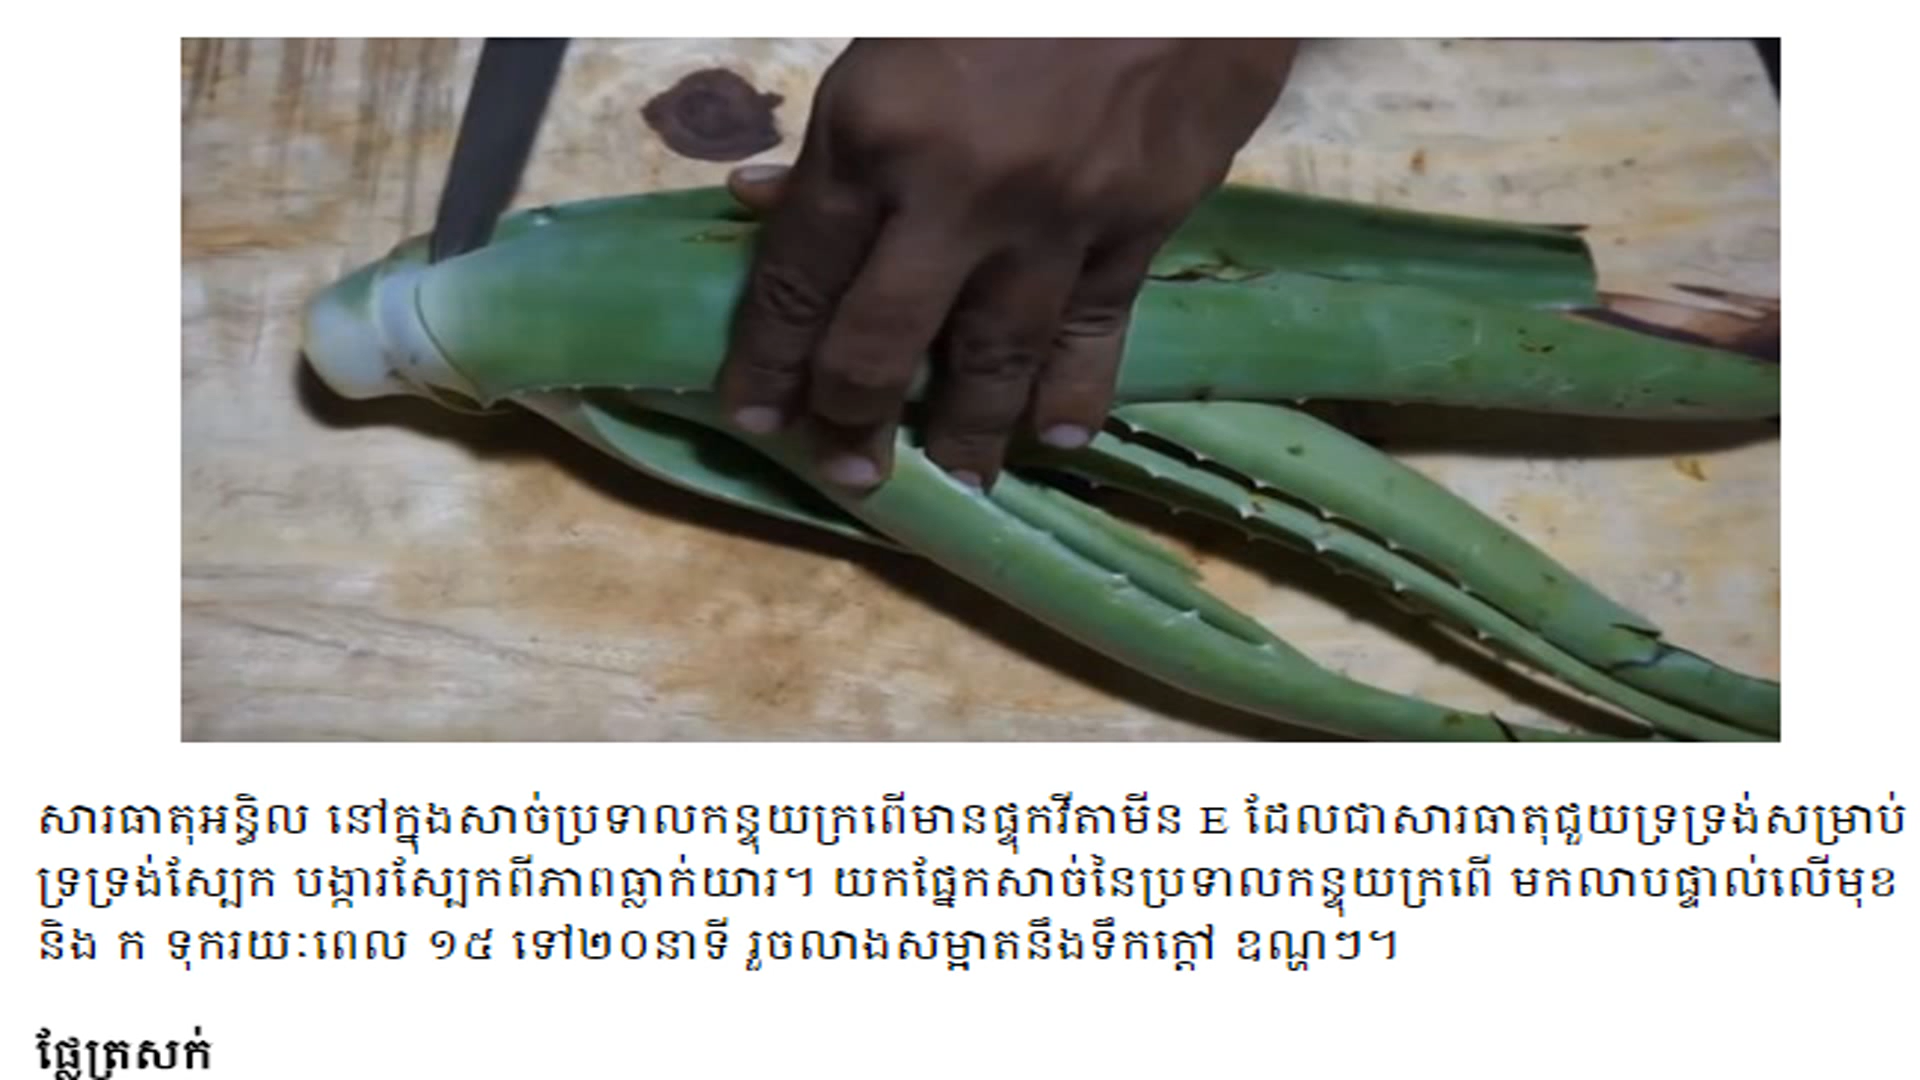 សារធាតុអន្ធិល នៅក្នុងសាច់ប្រទាលកន្ទុយក្រពើមានផ្ទុកវីតាមីន E ដែលជាសារធាតុជួយទ្រទ្រង់សម្រាប់
ទ្រទ្រង់ស្បែក បង្ការស្បែកពីភាពធ្លាក់យារ។ យកផ្នែកសាច់នៃប្រទាលកន្ទុយក្រពើ មកលាបផ្ទាល់លើមុខ
និង ក ទុករយៈពេល ១៥ ទៅ២០នាទី រួចលាងសម្អាតនឹងទឹកក្តៅ ឧណ្ហៗ។
ផ្លែត្រសក់